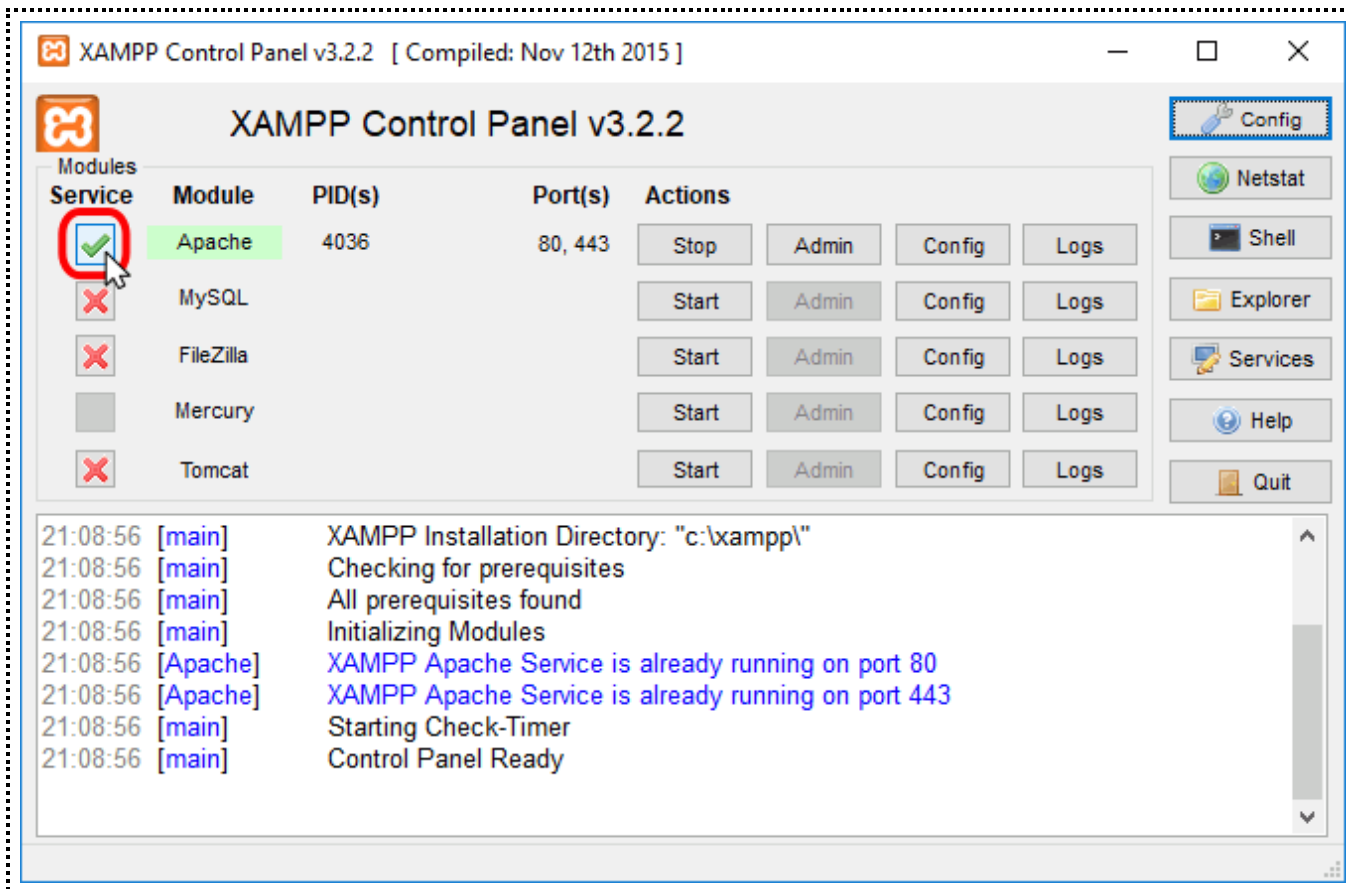 XAMPP Control Panel v3.2.2 [ Compiled: Nov 12th 2015 ]
XAMPP Control Panel v3.2.2
Config
Modules
Service Module PID(s) Port(s) Actions
Netstat
Apache 4036 80, 443 Stop Admin Config Logs
Shell
MySQL Start Admin Config Logs
Explorer
FileZilla Start Admin Config Logs
Services
Mercury Start Admin Config Logs
Help
Tomcat Start Admin Config Logs
Quit
21:08:56 [main] XAMPP Installation Directory: "c:\xampp\"
21:08:56 [main] Checking for prerequisites
21:08:56 [main] All prerequisites found
21:08:56 [main] Initializing Modules
21:08:56 [Apache] XAMPP Apache Service is already running on port 80
21:08:56 [Apache] XAMPP Apache Service is already running on port 443
21:08:56 [main] Starting Check-Timer
21:08:56 [main] Control Panel Ready